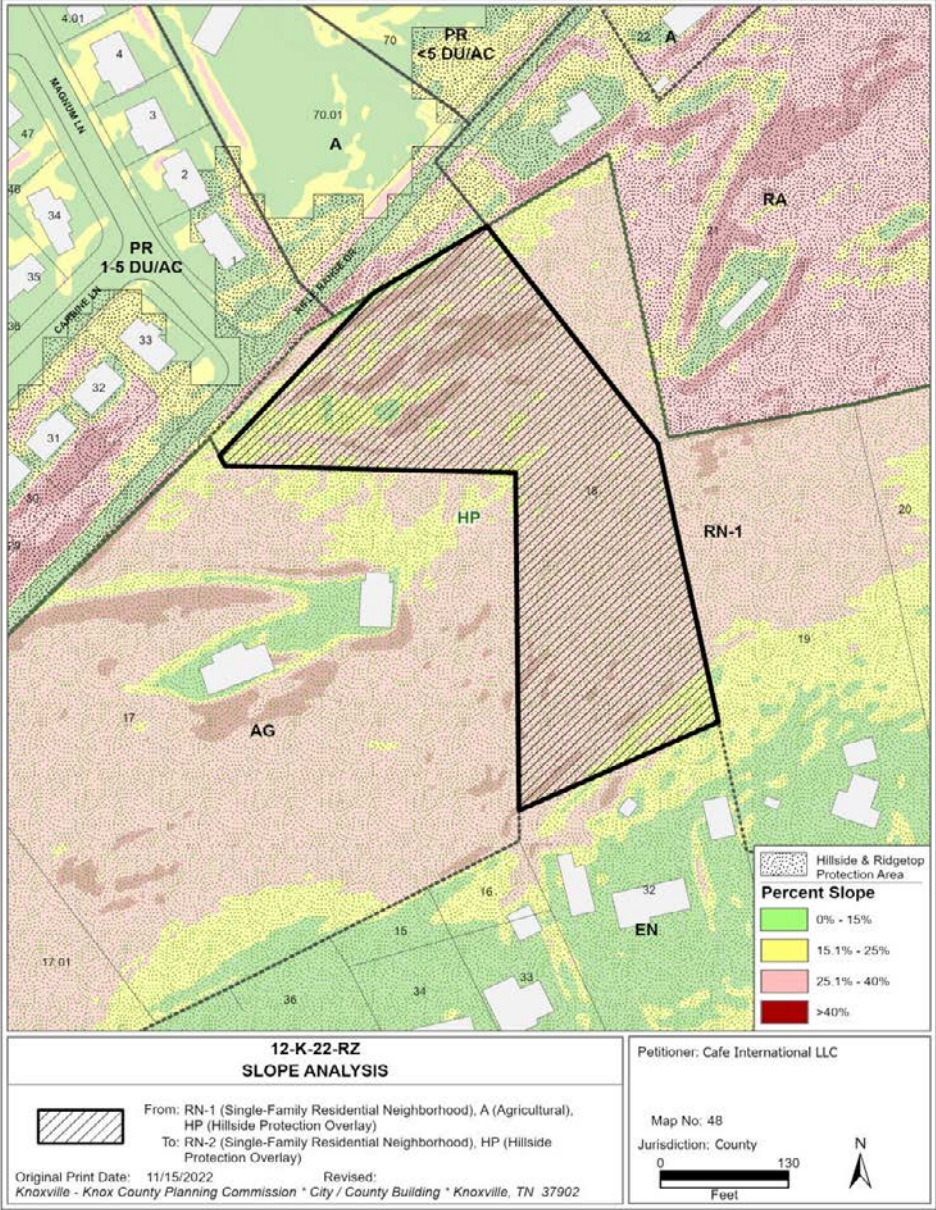 4.01
4
70
PR
<5 DU/AC
22
A
MAGNUM LN
3
70.01
A
47
2
48
34
RA
PR
1-5 DU/AC
1
21
35
CARBINE LN
RIFLE RANGE DR
36
33
32
31
30
29
18
HP
RN-1
20
19
17
AG
16
32
EN
15
17.01
33
34
36
Hillside & Ridgetop
Protection Area
Percent Slope
0% - 15%
15.1% - 25%
25.1% - 40%
>40%
12-K-22-RZ
SLOPE ANALYSIS
From: RN-1 (Single-Family Residential Neighborhood), A (Agricultural),
HP (Hillside Protection Overlay)
To: RN-2 (Single-Family Residential Neighborhood), HP (Hillside
Protection Overlay)
Original Print Date: 11/15/2022 Revised:
Knoxville - Knox County Planning Commission * City / County Building * Knoxville, TN 37902
Petitioner: Cafe International LLC
Map No: 48
Jurisdiction: County
0 130
Feet
N